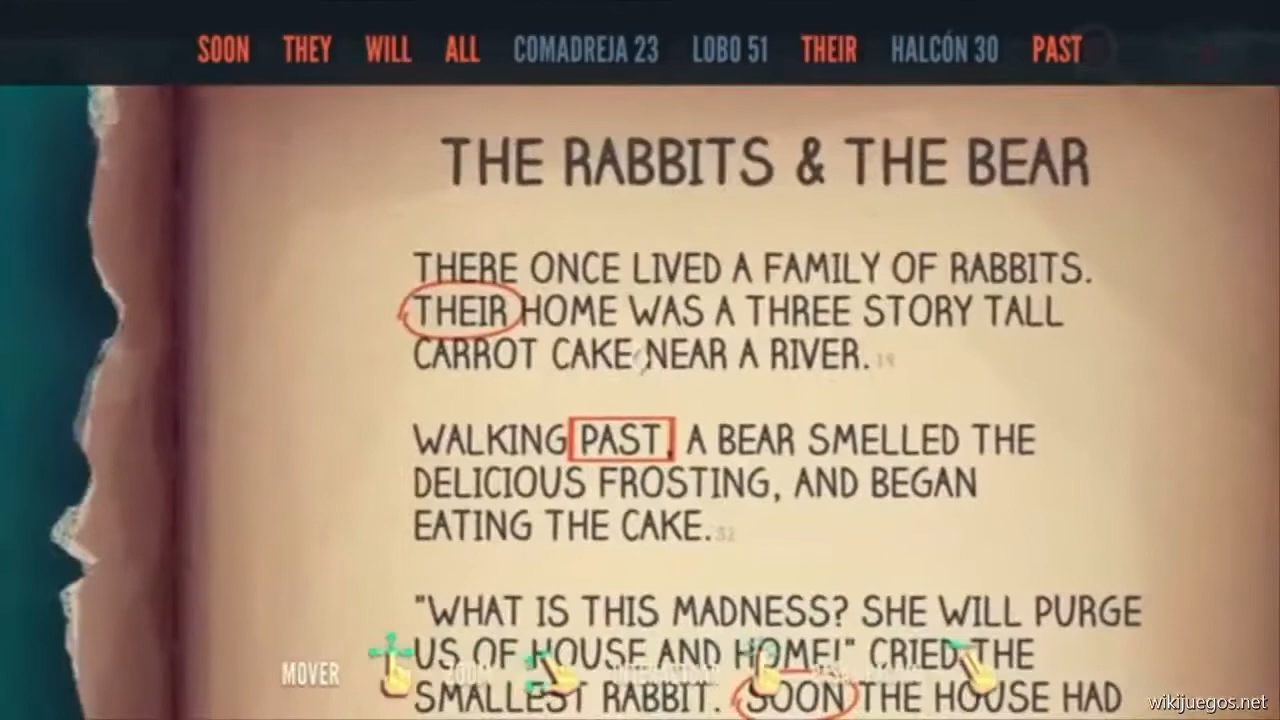 SOON THEY WILL ALL COMADREJA 23 LOBO 51 THEIR HALCÓN 30 PAST
THE RABBITS & THE BEAR
THERE ONCE LIVED A FAMILY OF RABBITS.
THEIR HOME WAS A THREE STORY TALL
CARROT CAKE NEAR A RIVER. 19
WALKING PAST, A BEAR SMELLED THE
DELICIOUS FROSTING, AND BEGAN
EATING THE CAKE. 32
"WHAT IS THIS MADNESS? SHE WILL PURGE
US OF HOUSE AND HOME!" CRIED THE
MOVER ZOOM
SMALLEST RABBIT. SOON THE HOUSE HAD
wikijuegos.net